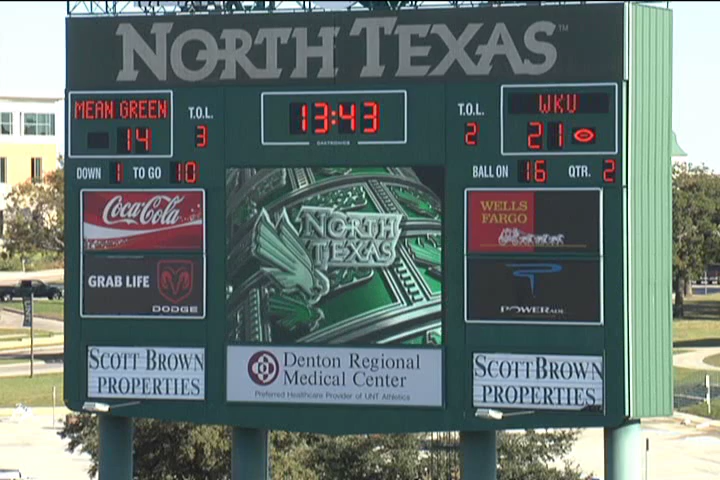 NORTH TEXAS™
MEAN GREEN
14
T.O.L.
3
13:43
DAKTRONICS
T.O.L.
2
WKU
21
DOWN 1 TO GO 10
BALL ON 16 QTR. 2
Coca-Cola
GRAB LIFE
DODGE
NORTH
TEXAS
WELLS
FARGO
POWERADE
SCOTT BROWN
PROPERTIES
Denton Regional
Medical Center
Preferred Healthcare Provider of UNT Athletics
SCOTT BROWN
PROPERTIES